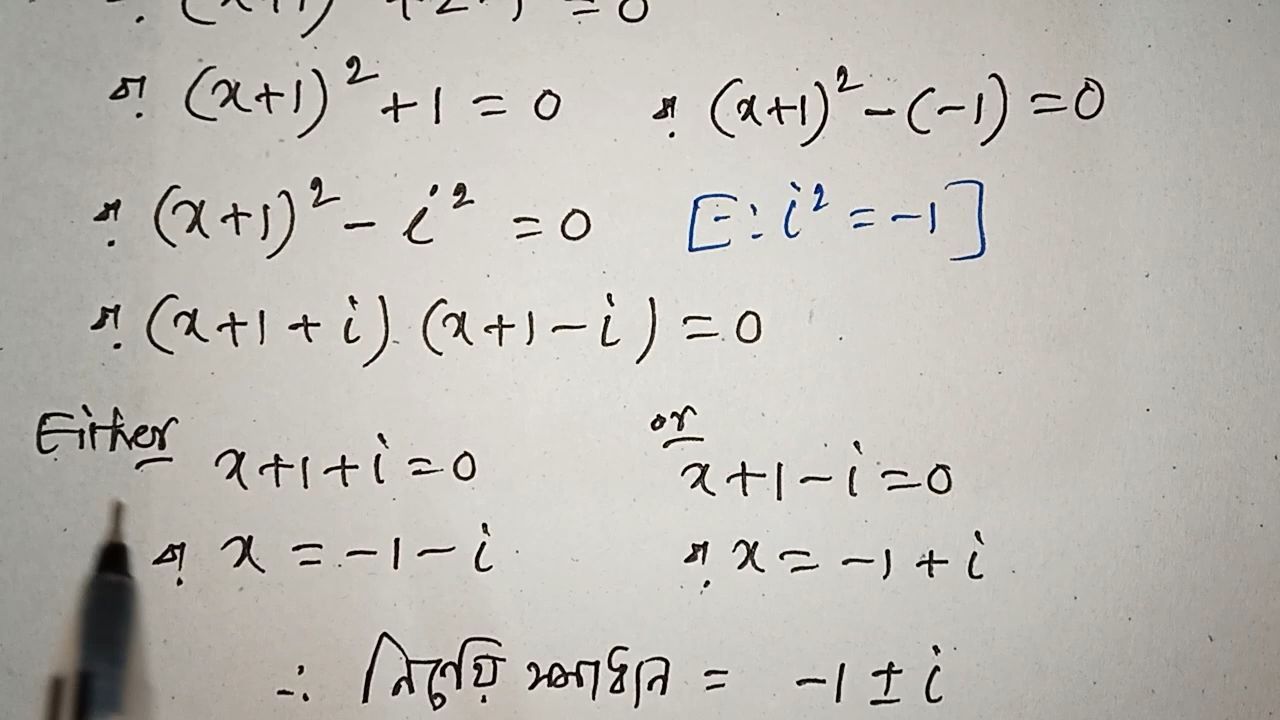 বা, (x+1)² + 1 = 0 বা, (x+1)² - (-1) = 0
বা, (x+1)² - i² = 0 [∵ i² = -1]
বা, (x+1+i) (x+1-i) = 0
Either x+1+i = 0 or x+1-i = 0
বা, x = -1-i বা, x = -1+i
∴ নির্ণেয় সমাধান = -1 ± i